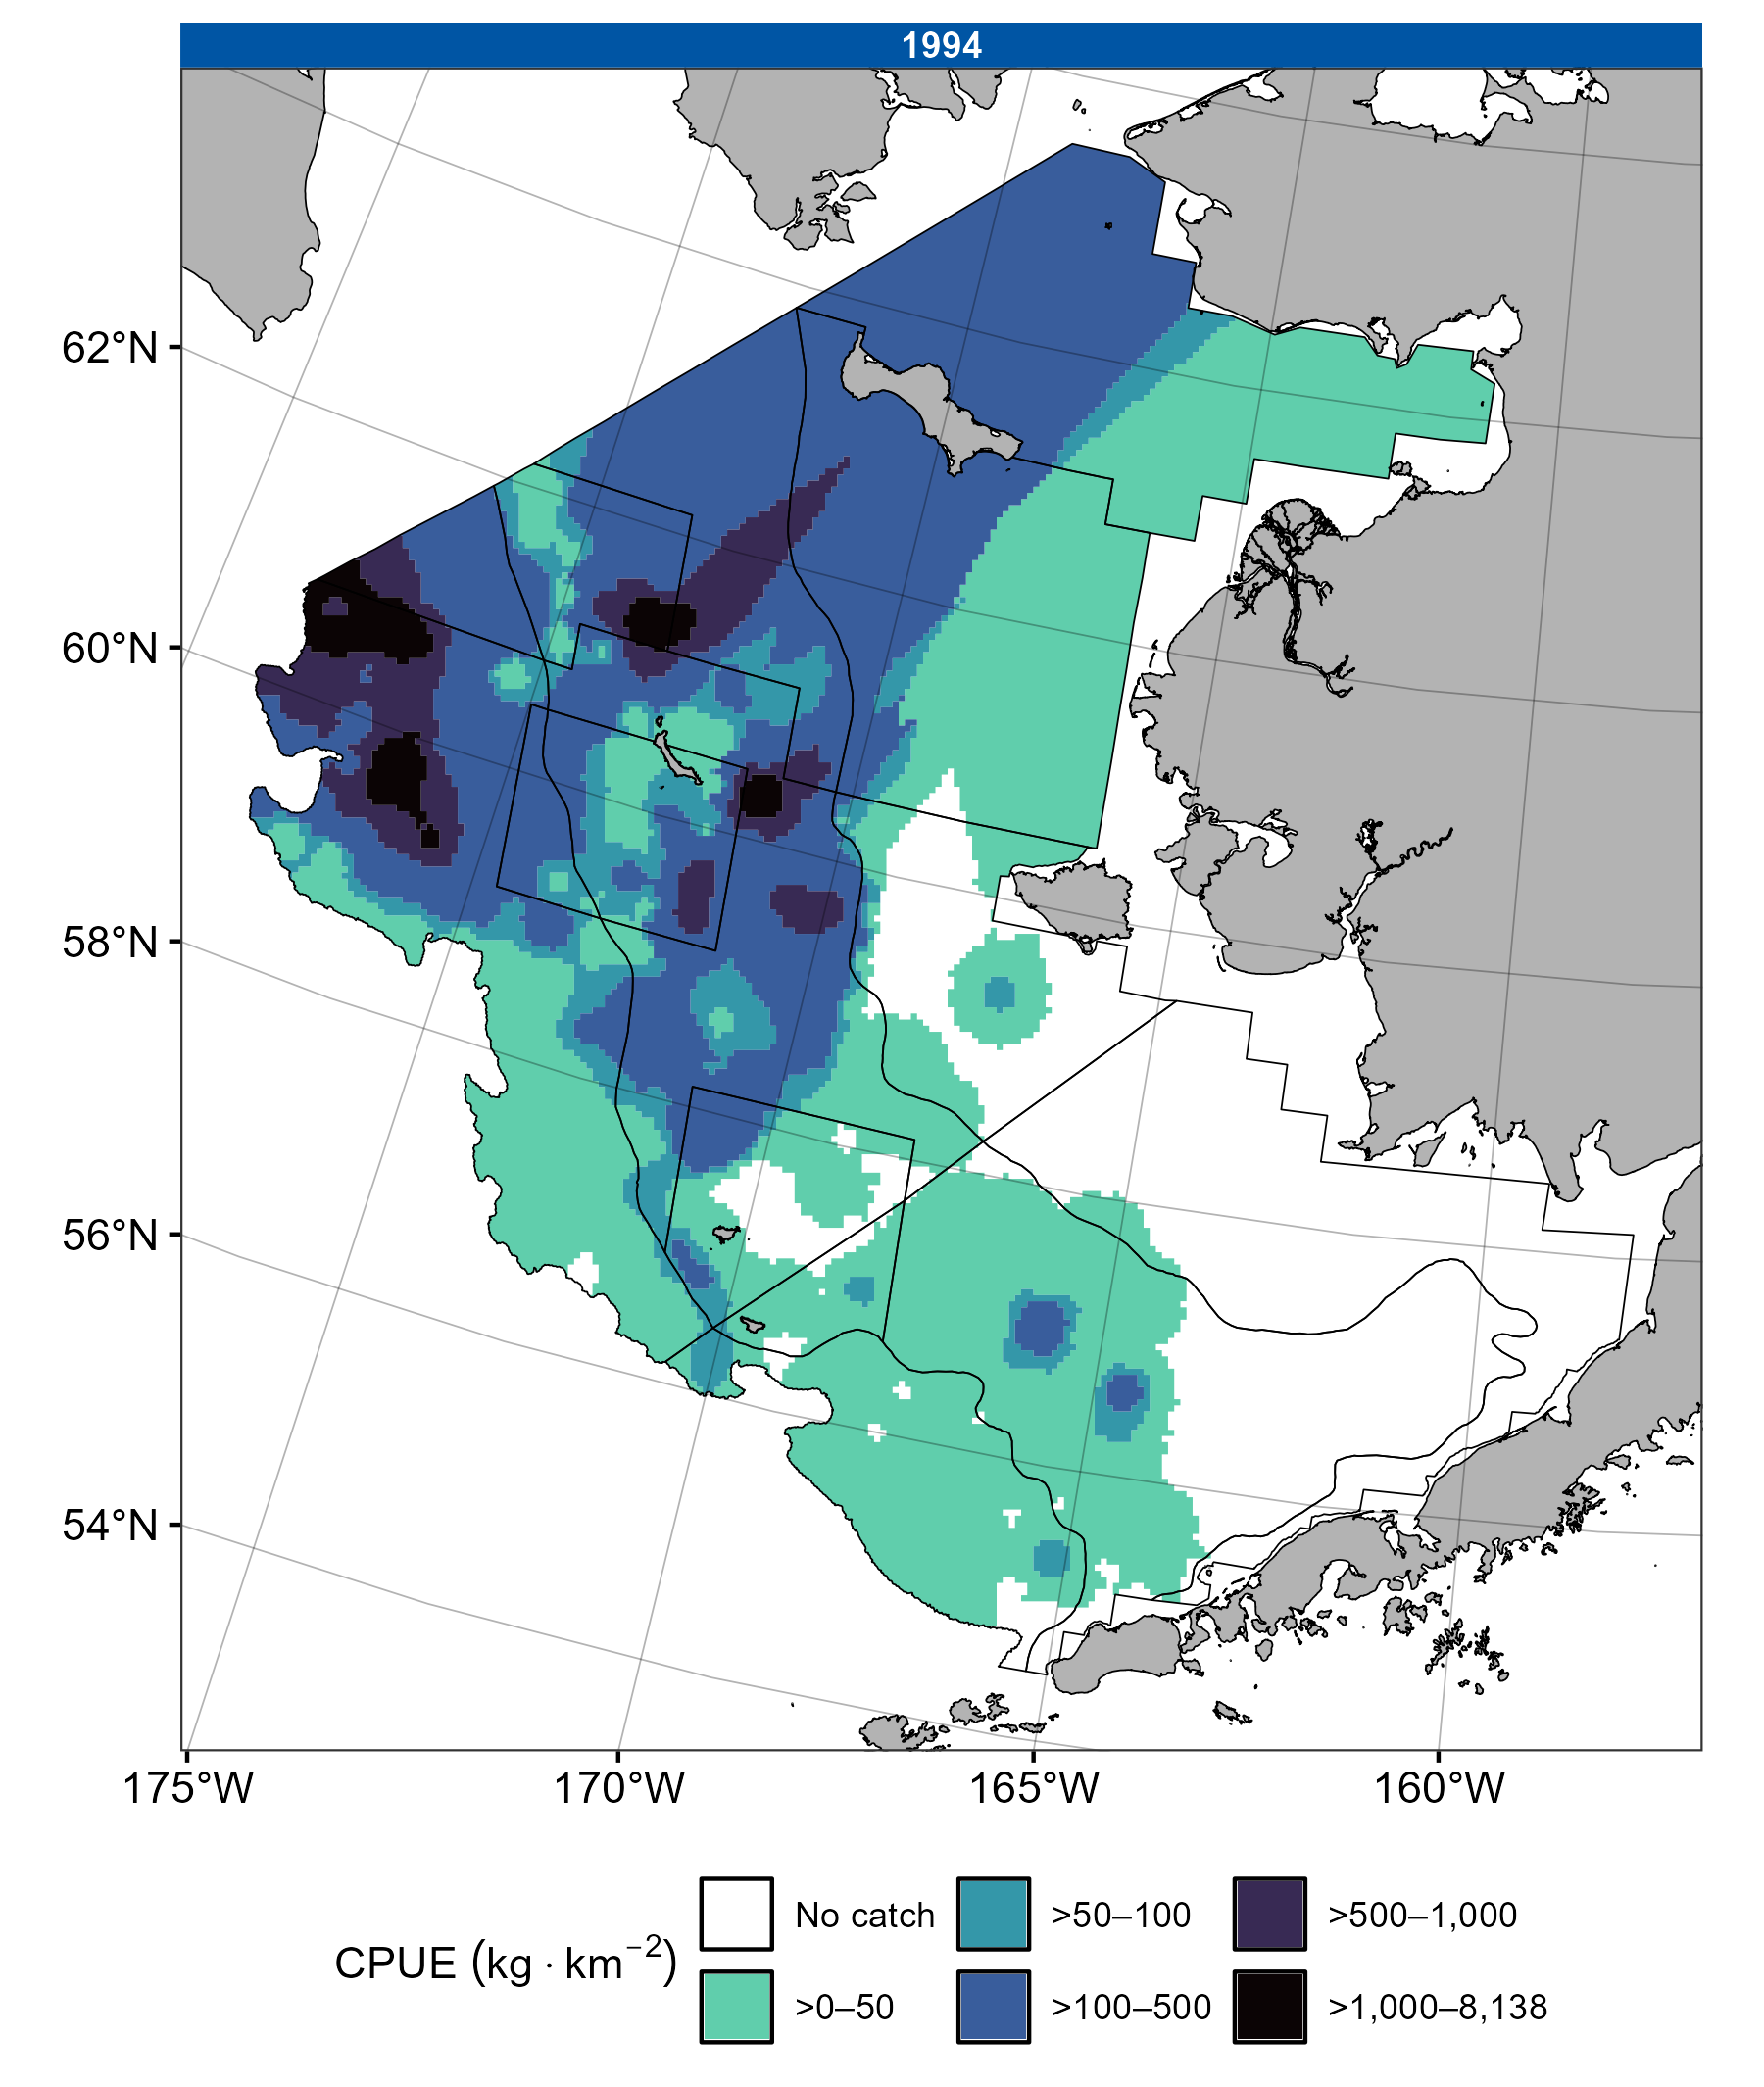 1994
62°N
60°N
58°N
56°N
54°N
175°W 170°W 165°W 160°W
CPUE (kg · km⁻²)
No catch >50–100 >500–1,000
>0–50 >100–500 >1,000–8,138